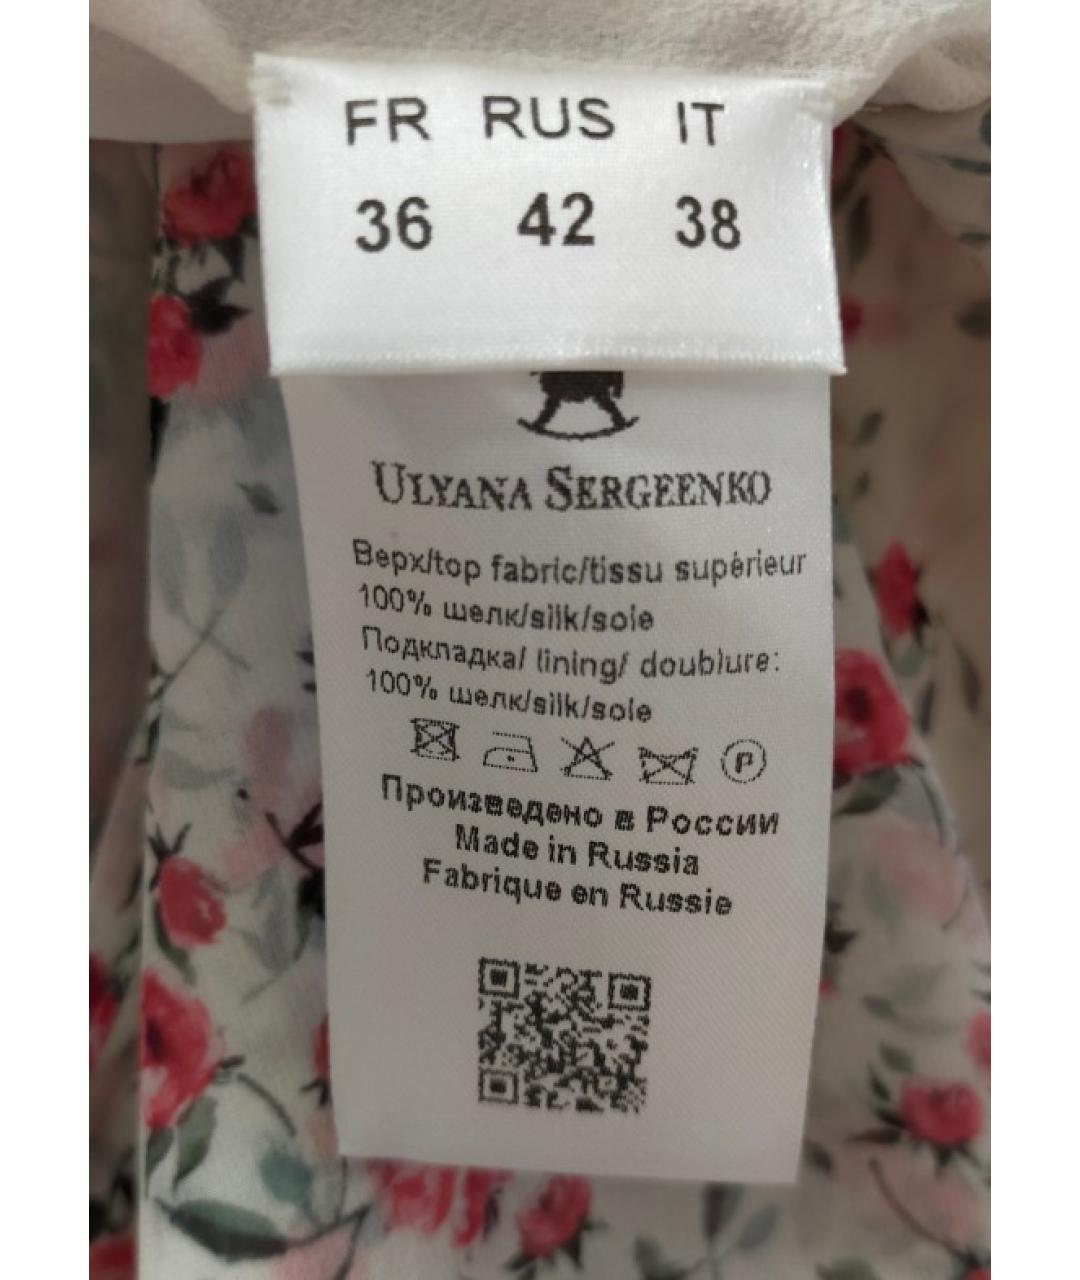 FR RUS IT
36 42 38
ULYANA SERGEENKO
Верх/top fabric/tissu supèrieur
100% шелк/silk/soie
Подкладка/ lining/ doublure:
100% шелк/silk/soie
P
Произведено в России
Made in Russia
Fabrique en Russie